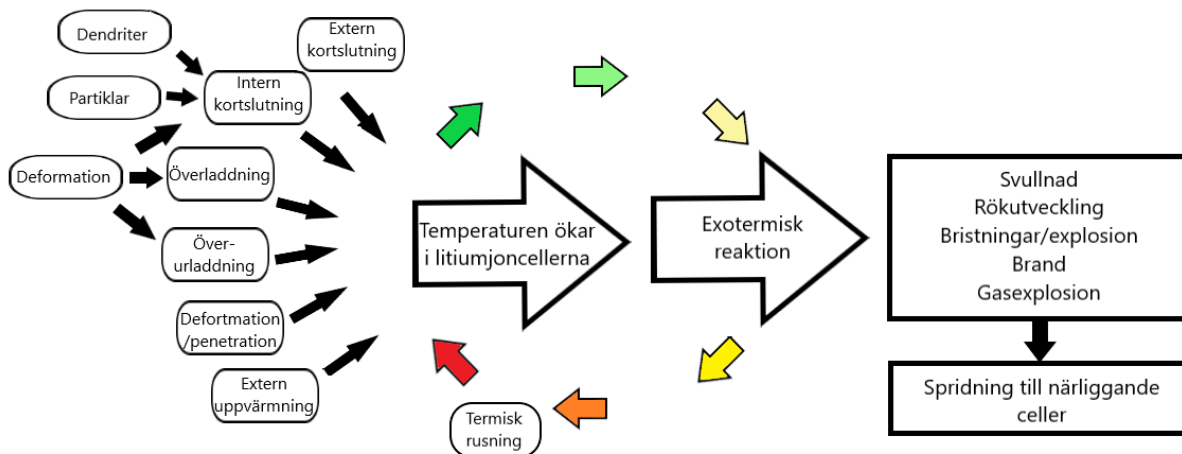 Dendriter
Partiklar
Deformation
Extern
kortslutning
Intern
kortslutning
Överladdning
Över-
urladdning
Defortmation
/penetration
Extern
uppvärmning
Temperaturen ökar
i litiumjoncellerna
Exotermisk
reaktion
Termisk
rusning
Svullnad
Rökutveckling
Bristningar/explosion
Brand
Gasexplosion
Spridning till närliggande
celler